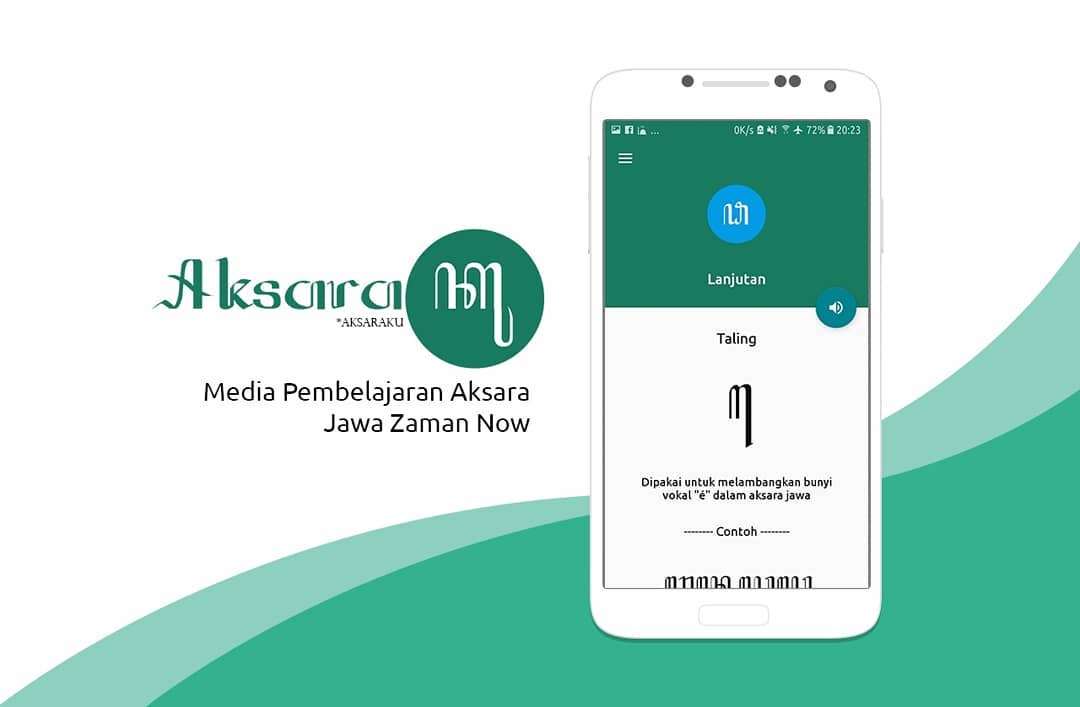 Aksara
*AKSARAKU
Media Pembelajaran Aksara
Jawa Zaman Now
... 0K/s 72% 20:23
Lanjutan
Taling
ꦺ
Dipakai untuk melambangkan bunyi
vokal "é" dalam aksara jawa
-------- Contoh --------